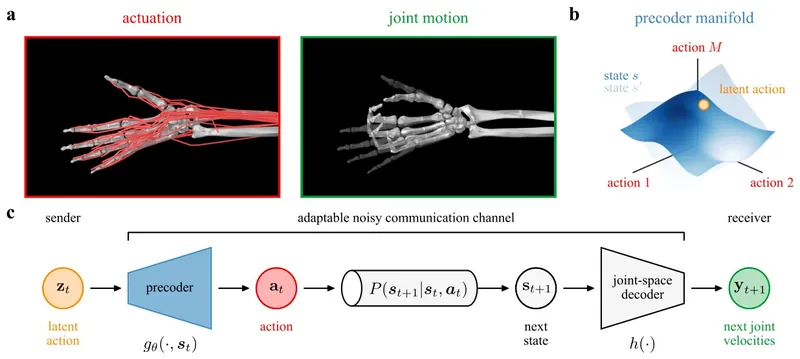 a
actuation
joint motion
b
precoder manifold
action M
state s
state s′
latent action
action 1
action 2
c
sender
adaptable noisy communication channel
receiver
z_t
precoder
a_t
P(s_{t+1}|s_t, a_t)
s_{t+1}
joint-space
decoder
y_{t+1}
latent
action
g_θ(·, s_t)
action
next
state
h(·)
next joint
velocities